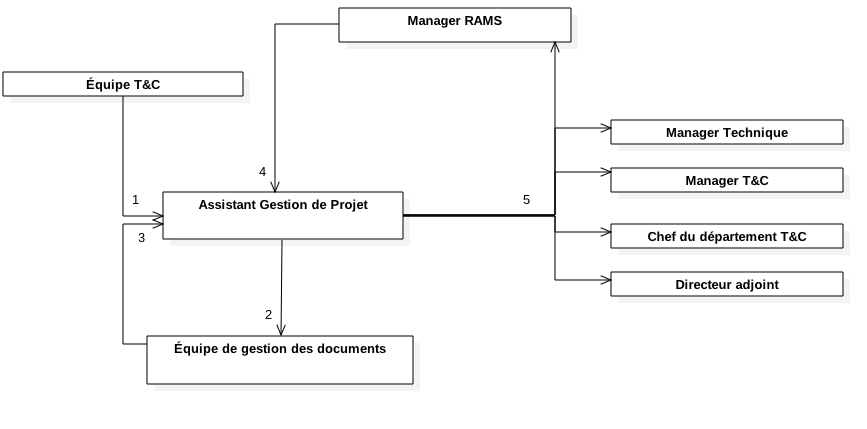 Manager RAMS
Équipe T&C
Manager Technique
4
Manager T&C
1
Assistant Gestion de Projet
5
3
Chef du département T&C
Directeur adjoint
2
Équipe de gestion des documents